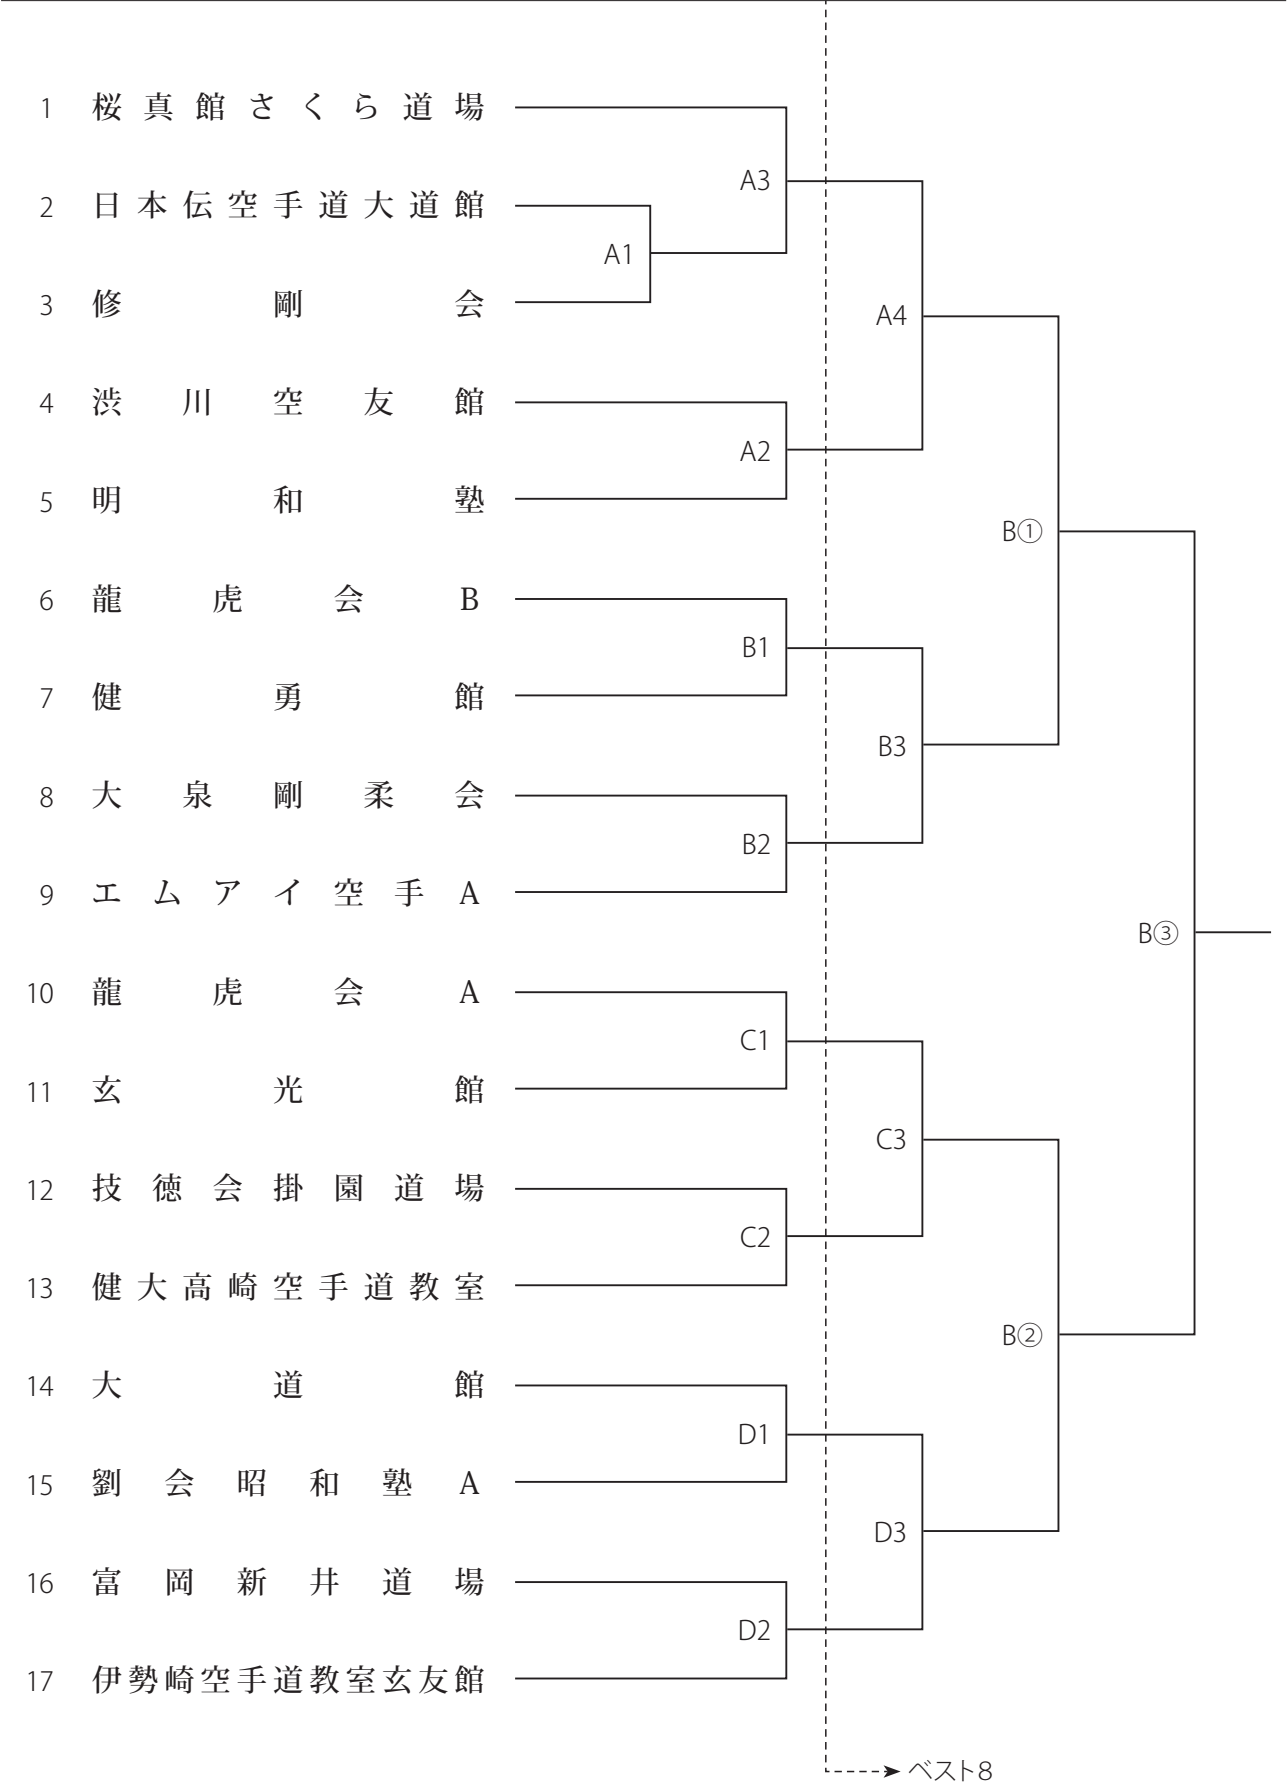 1 桜真館さくら道場
A3
2 日本伝空手道大道館
A1
3 修剛会
A4
4 渋川空友館
A2
5 明和塾
B①
6 龍虎会B
B1
7 健勇館
B3
8 大泉剛柔会
B2
9 エムアイ空手A
B③
10 龍虎会A
C1
11 玄光館
C3
12 技徳会掛園道場
C2
13 健大高崎空手道教室
B②
14 大道館
D1
15 劉会昭和塾A
D3
16 富岡新井道場
D2
17 伊勢崎空手道教室玄友館
ベスト8